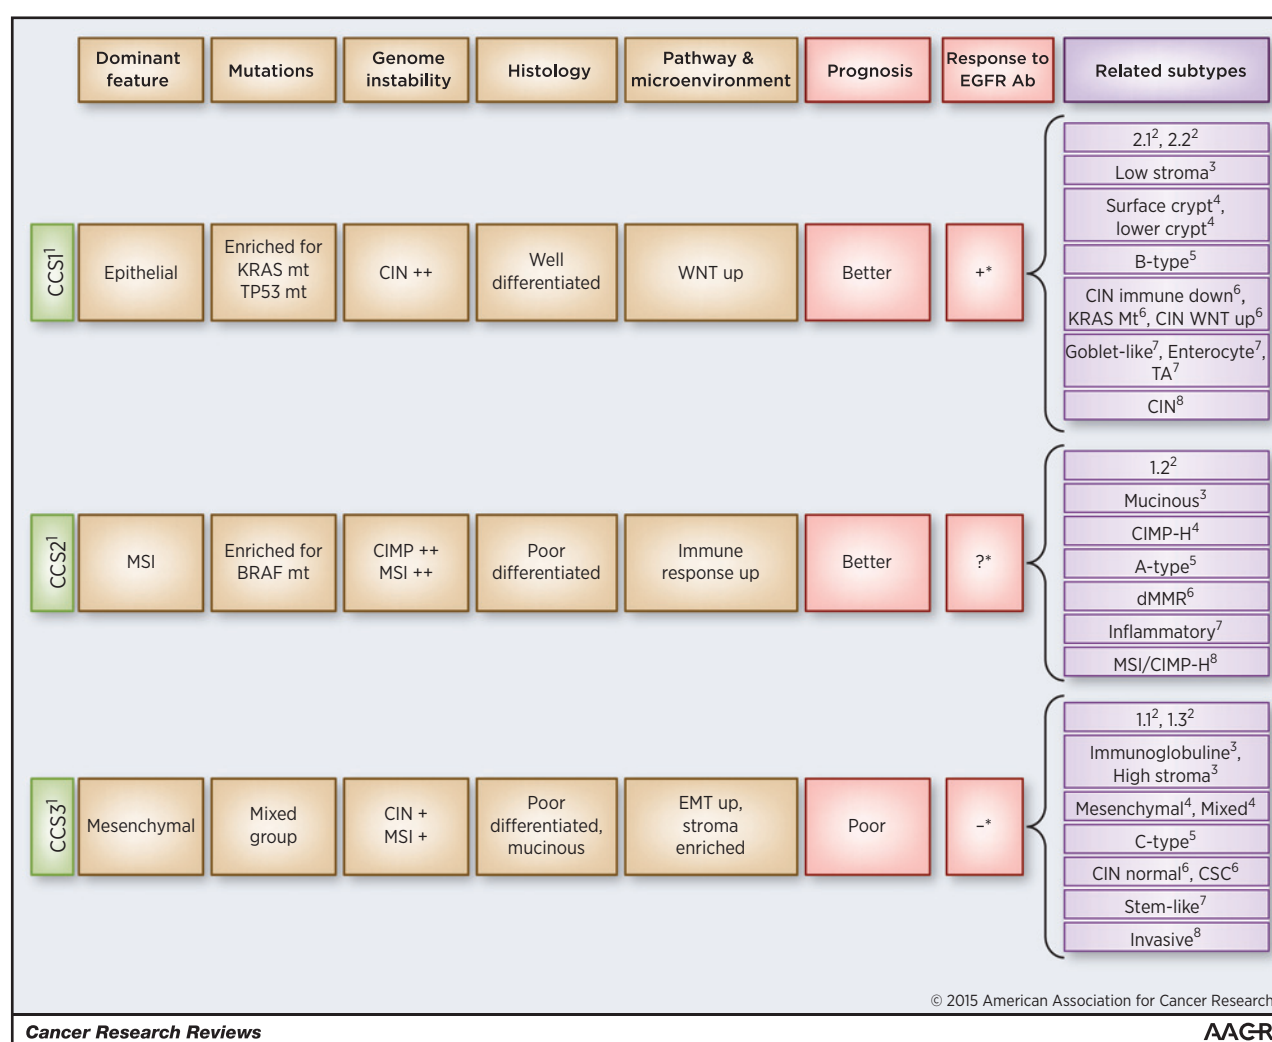 Dominant
feature
Mutations
Genome
instability
Histology
Pathway &
microenvironment
Prognosis
Response to
EGFR Ab
Related subtypes
CCS1¹
Epithelial
Enriched for
KRAS mt
TP53 mt
CIN ++
Well
differentiated
WNT up
Better
+*
2.1², 2.2²
Low stroma³
Surface crypt⁴,
lower crypt⁴
B-type⁵
CIN immune down⁶,
KRAS Mt⁶, CIN WNT up⁶
Goblet-like⁷, Enterocyte⁷,
TA⁷
CIN⁸
CCS2¹
MSI
Enriched for
BRAF mt
CIMP ++
MSI ++
Poor
differentiated
Immune
response up
Better
?*
1.2²
Mucinous³
CIMP-H⁴
A-type⁵
dMMR⁶
Inflammatory⁷
MSI/CIMP-H⁸
CCS3¹
Mesenchymal
Mixed
group
CIN +
MSI +
Poor
differentiated,
mucinous
EMT up,
stroma
enriched
Poor
–*
1.1², 1.3²
Immunoglobuline³,
High stroma³
Mesenchymal⁴, Mixed⁴
C-type⁵
CIN normal⁶, CSC⁶
Stem-like⁷
Invasive⁸
© 2015 American Association for Cancer Research
Cancer Research Reviews
AACR